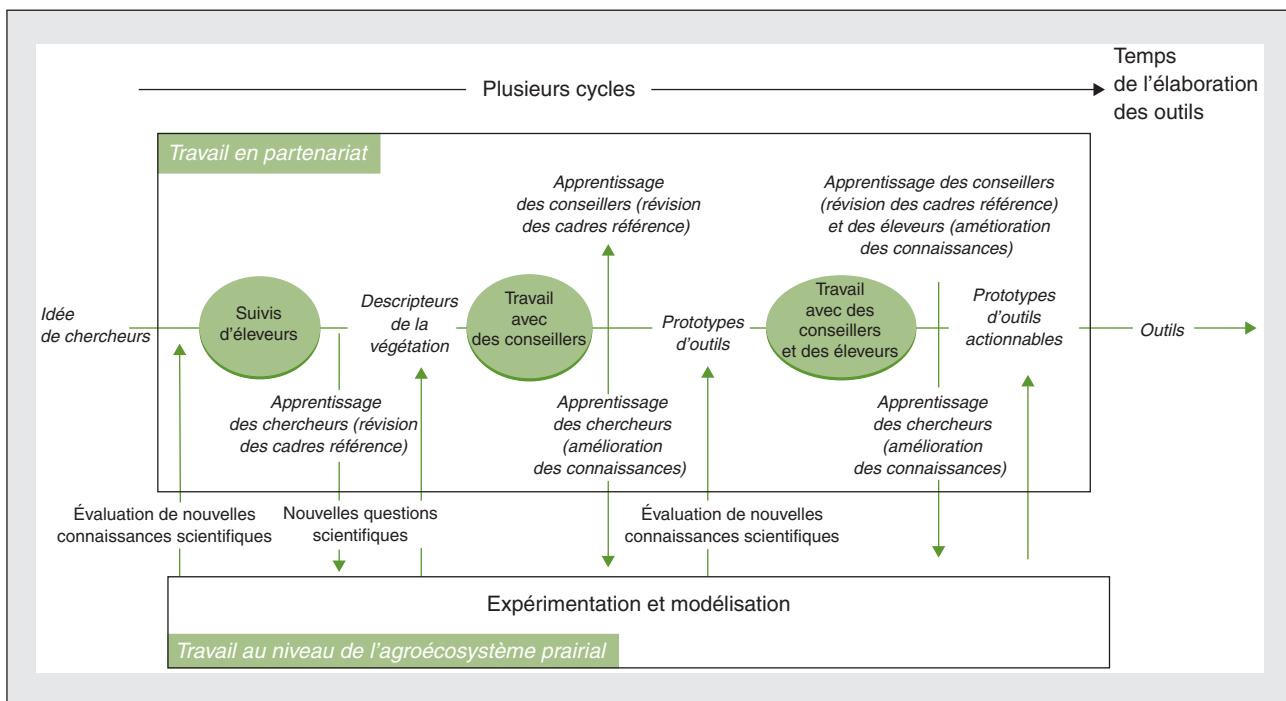 Temps
de l'élaboration
des outils
Plusieurs cycles
Travail en partenariat
Apprentissage
des conseillers (révision
des cadres référence)
Apprentissage des conseillers
(révision des cadres référence)
et des éleveurs (amétioration
des connaissances)
Idée
de chercheurs
Suivis
d'éleveurs
Descripteurs
de la
végétation
Travail
avec
des conseillers
Prototypes
d'outils
Travail
avec des
conseillers
et des éleveurs
Prototypes
d'outils
actionnables
Outils
Apprentissage
des chercheurs (révision
des cadres référence)
Apprentissage
des chercheurs
(amélioration
des connaissances)
Apprentissage
des chercheurs
(amélioration
des connaissances)
Évaluation de nouvelles
connaissances scientifiques
Nouvelles questions
scientifiques
Évaluation de nouvelles
connaissances scientifiques
Expérimentation et modélisation
Travail au niveau de l'agroécosystème prairial